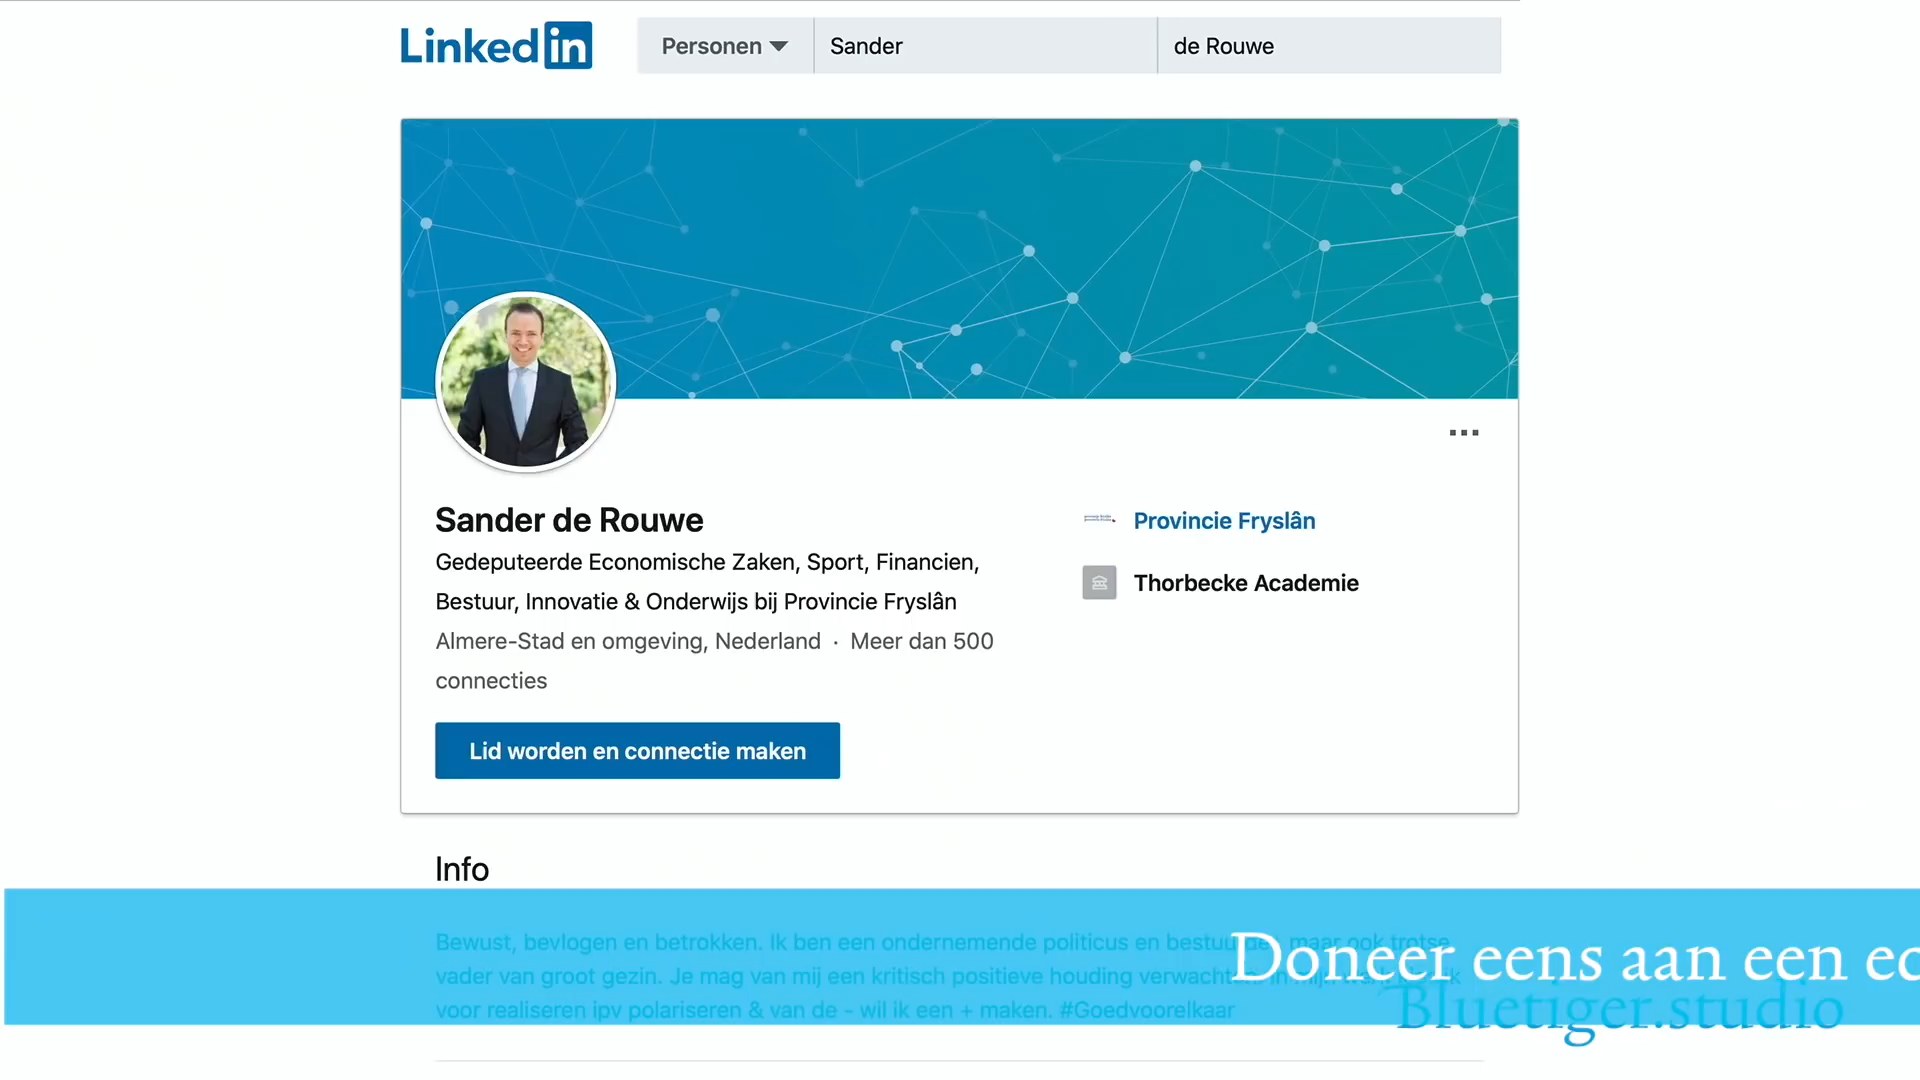 LinkedIn
Personen
Sander
de Rouwe
Sander de Rouwe
Gedeputeerde Economische Zaken, Sport, Financien,
Bestuur, Innovatie & Onderwijs bij Provincie Fryslân
Almere-Stad en omgeving, Nederland · Meer dan 500
connecties
Provincie Fryslân
Thorbecke Academie
Lid worden en connectie maken
Info
Bewust, bevlogen en betrokken. Ik ben een ondernemende politicus en maar ook trotse
vader van groot gezin. Je mag van mij een kritisch positieve houding
voor realiseren ipv polariseren & van de - wil ik een + maken. #Goedvoorelkaar
Doneer eens aan een
Bluetiger.studio